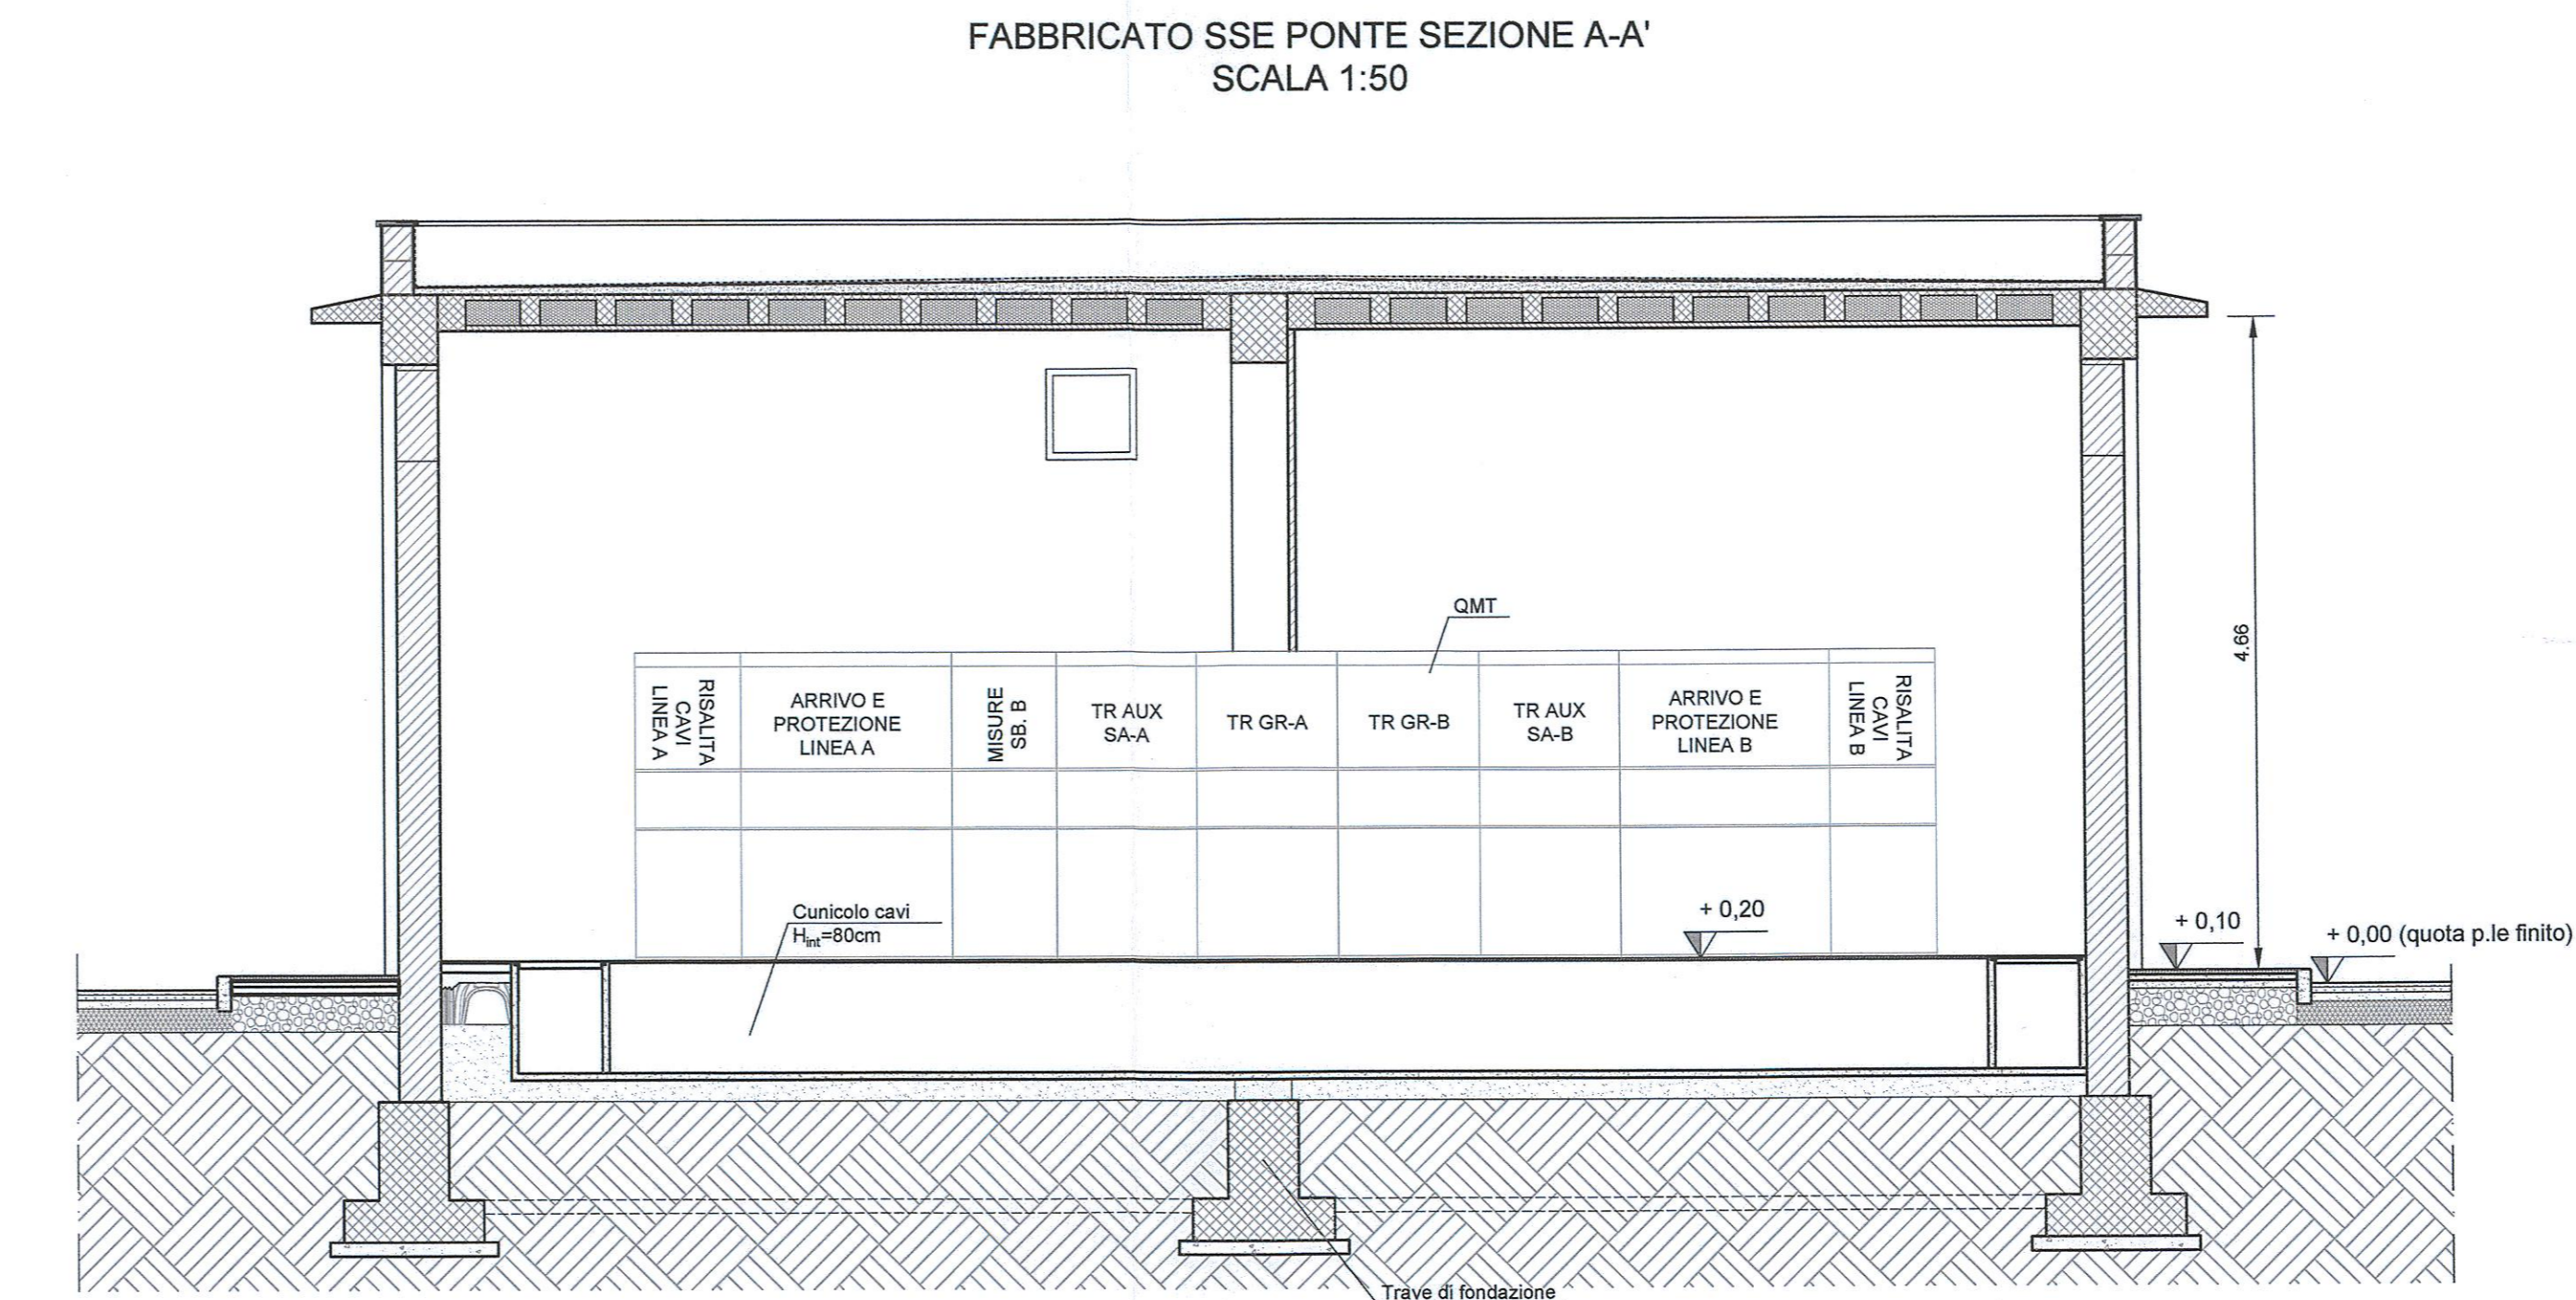 FABBRICATO SSE PONTE SEZIONE A-A'
SCALA 1:50
QMT
4.66
RISALITA
CAVI
LINEA A
ARRIVO E
PROTEZIONE
LINEA A
MISURE
SB. B
TR AUX
SA-A
TR GR-A
TR GR-B
TR AUX
SA-B
ARRIVO E
PROTEZIONE
LINEA B
RISALITA
CAVI
LINEA B
Cunicolo cavi
Hint=80cm
+ 0,20
+ 0,10
+ 0,00 (quota p.le finito)
Trave di fondazione